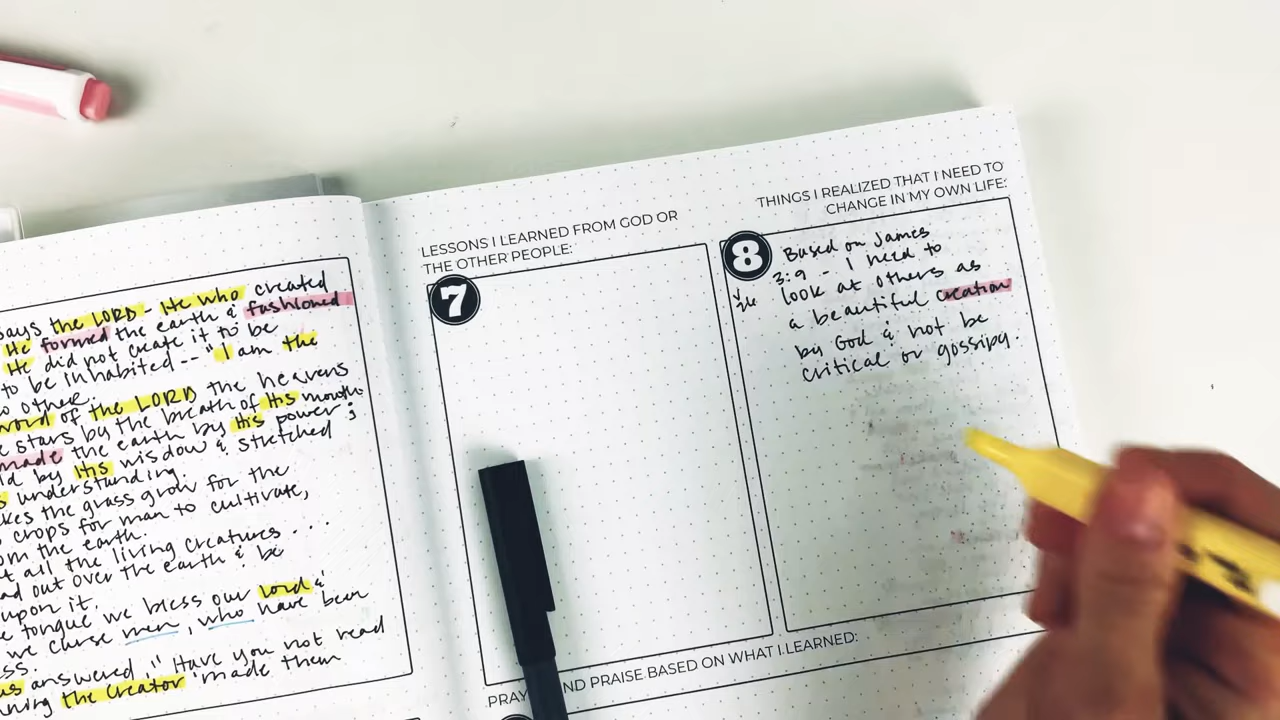 says the LORD - He who created
He formed the earth & fashioned
He did not create it to be
to be inhabited -- "I am the
other.
word of the LORD the heavens
stars by the breath of His mouth
made the earth by His power ;
by His wisdow & stretched
understanding
the grass grow for the
crops for man to cultivate,
from the earth.
all the living creatures . . . .
out over the earth & be
upon it.
tongue we bless our Lord &
we curse men, who have been
answered "Have you not read
the Creator made them
LESSONS I LEARNED FROM GOD OR
THE OTHER PEOPLE:
7
THINGS I REALIZED THAT I NEED TO
CHANGE IN MY OWN LIFE:
8
Based on James
3:9 - I need to
look at others as
a beautiful creation
by God & not be
critical or gossipy.
AND PRAISE BASED ON WHAT I LEARNED: